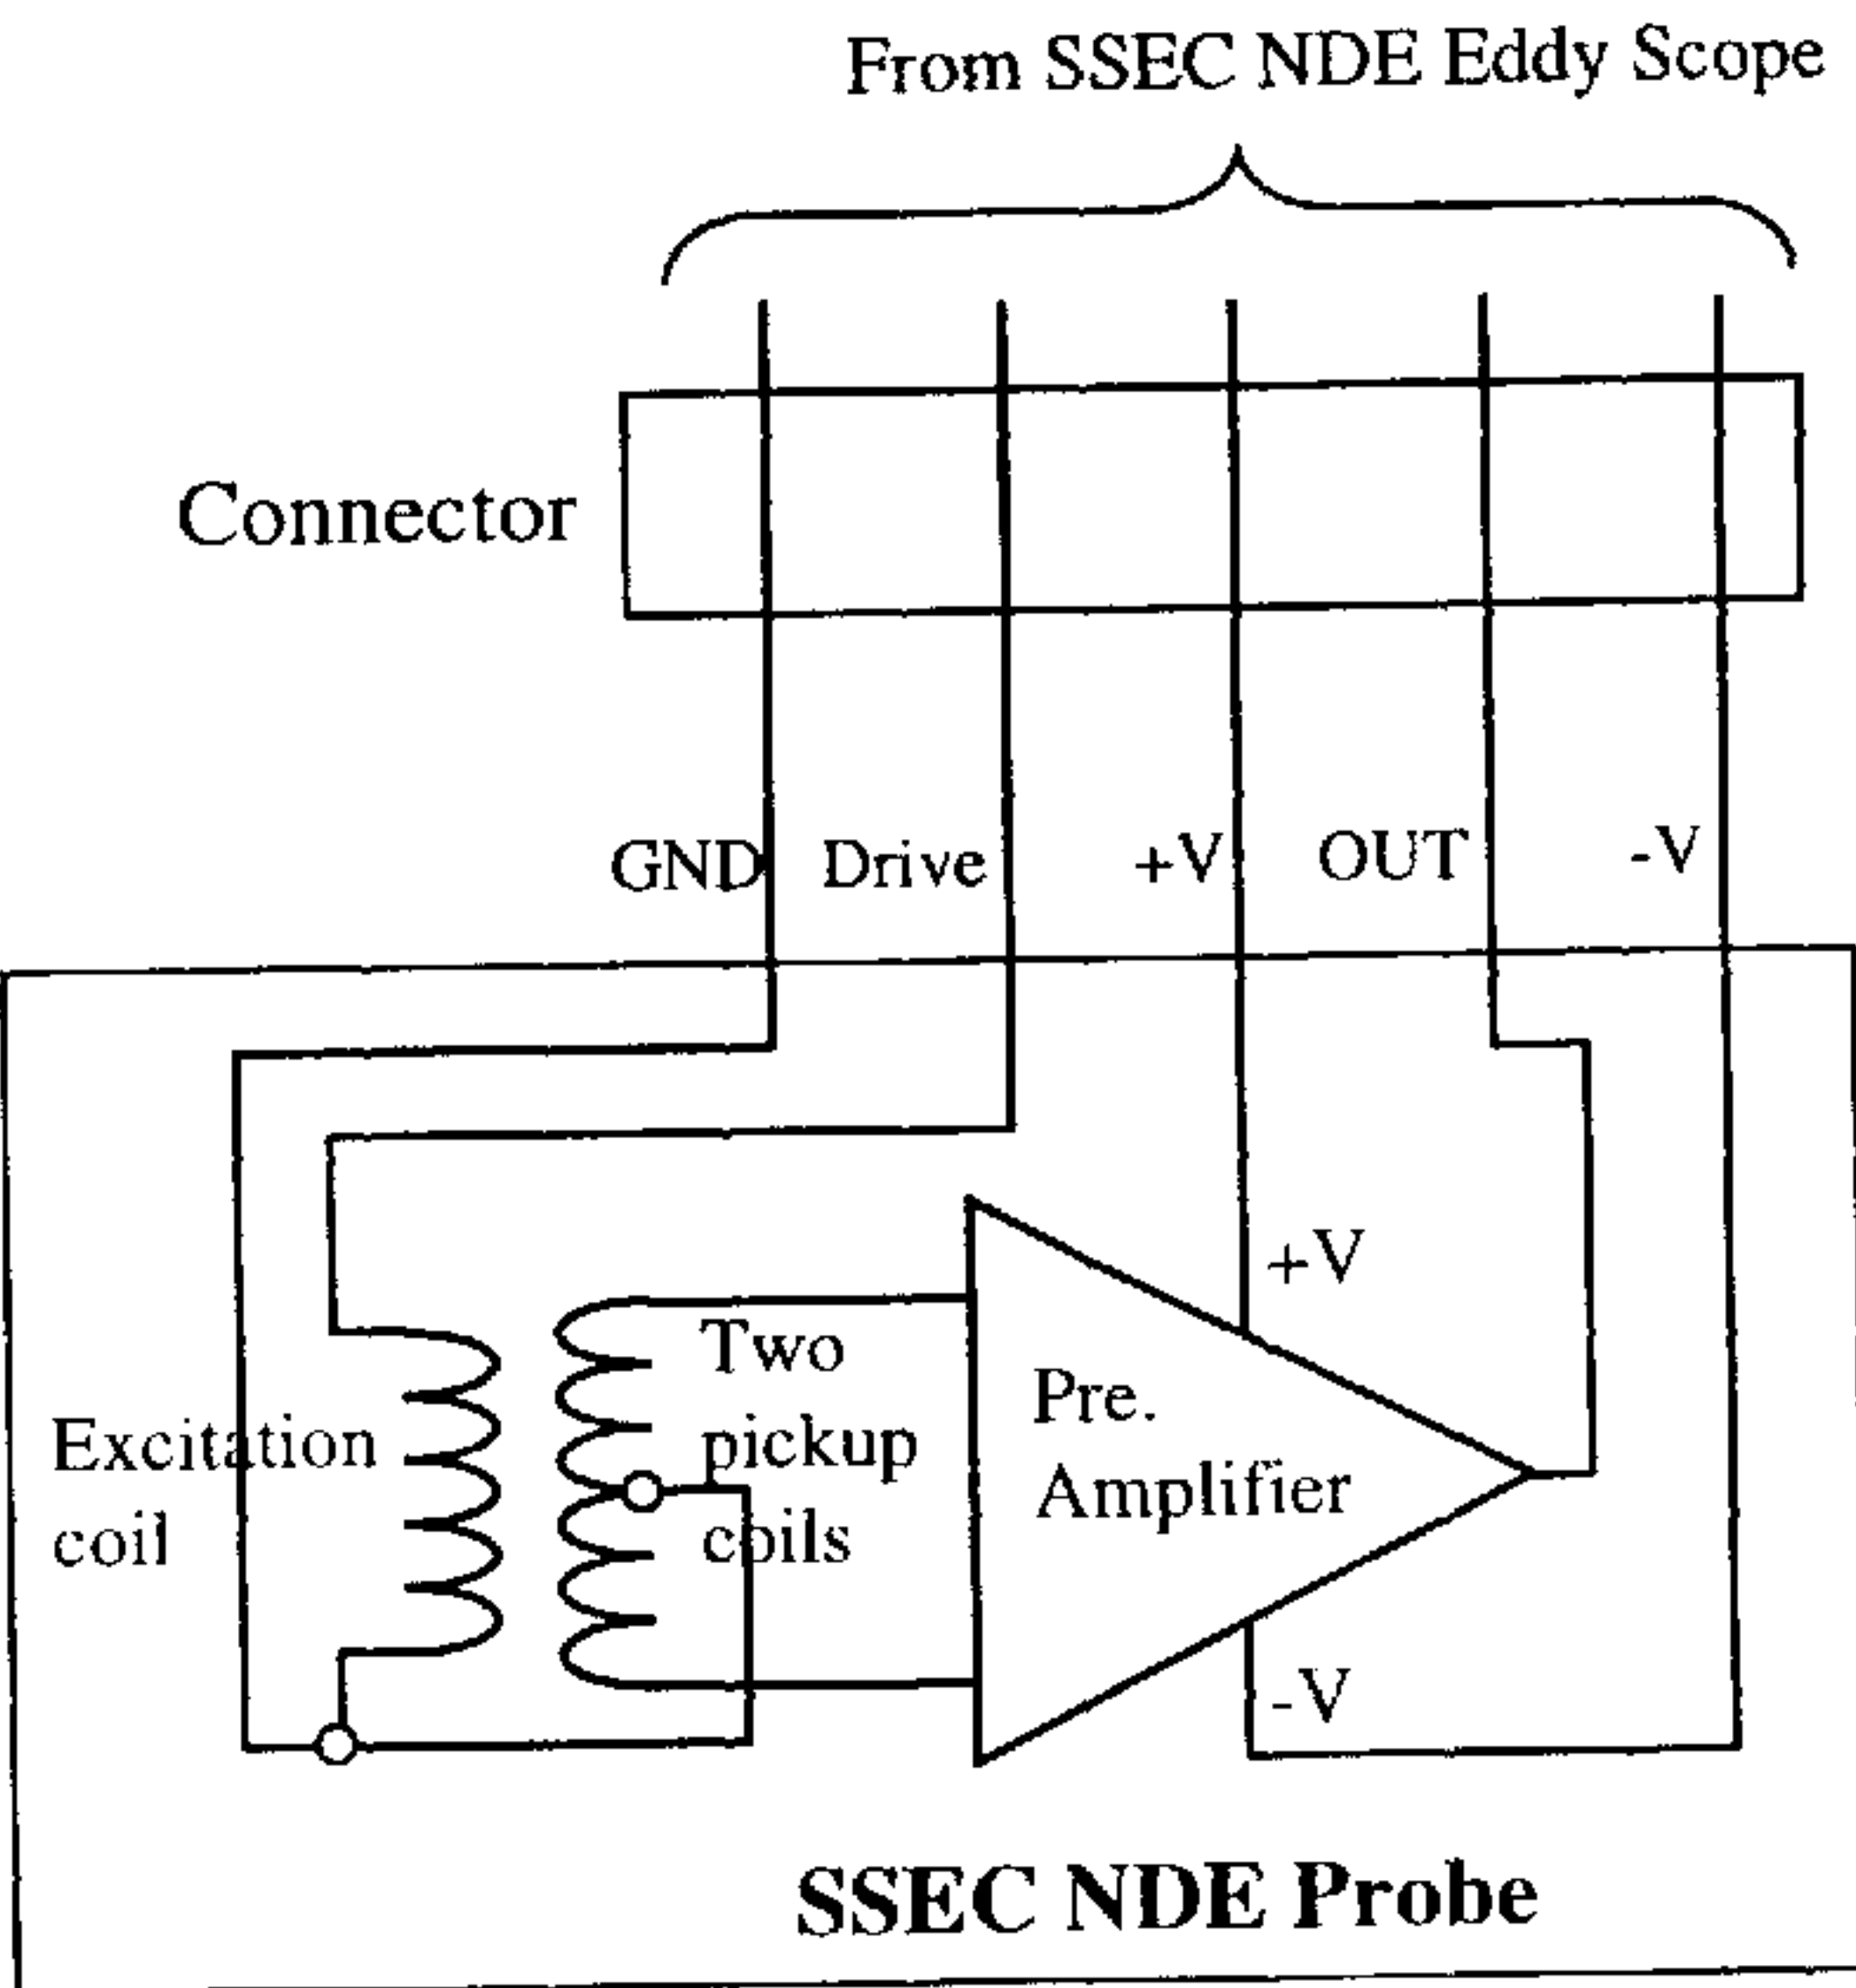 From SSEC NDE Eddy Scope
Connector
GND Drive +V OUT -V
+V
Two
pickup
coils
Pre.
Amplifier
Excitation
coil
-V
SSEC NDE Probe